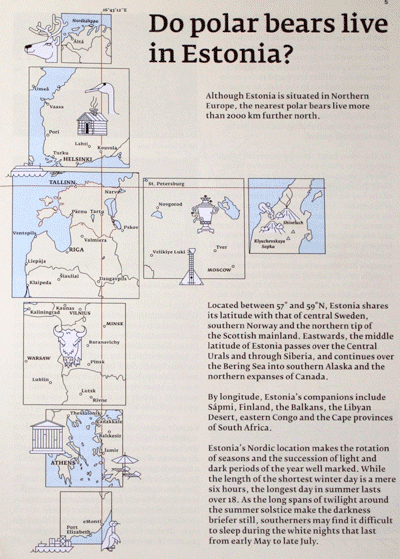 5
Do polar bears live
in Estonia?
Although Estonia is situated in Northern
Europe, the nearest polar bears live more
than 2000 km further north.
Located between 57° and 59°N, Estonia shares
its latitude with that of central Sweden,
southern Norway and the northern tip of
the Scottish mainland. Eastwards, the middle
latitude of Estonia passes over the Central
Urals and through Siberia, and continues over
the Bering Sea into southern Alaska and the
northern expanses of Canada.
By longitude, Estonia's companions include
Sápmi, Finland, the Balkans, the Libyan
Desert, eastern Congo and the Cape provinces
of South Africa.
Estonia's Nordic location makes the rotation
of seasons and the succession of light and
dark periods of the year well marked. While
the length of the shortest winter day is a mere
six hours, the longest day in summer lasts
over 18. As the long spans of twilight around
the summer solstice make the darkness
briefer still, southerners may find it difficult
to sleep during the white nights that last
from early May to late July.
Alta
Umeå
Vaasa
Pori
Lahti
Kouvola
Turku
HELSINKI
TALLINN
Narva
Pärnu
Tartu
Pskov
Ventspils
Valmiera
RIGA
Liepāja
Šiauliai
Klaipeda
Daugavpils
St. Petersburg
Novgorod
Velikiye Luki
Tver
MOSCOW
Shiveluch
Klyuchevskaya
Sopka
Kaunas
Kaliningrad
VILNIUS
MINSK
Baranavichy
WARSAW
Pinsk
Lublin
Lutsk
Rivne
Thessaloniki
Çanakkale
Balıkesir
Izmir
ATHENS
Port
Elizabeth